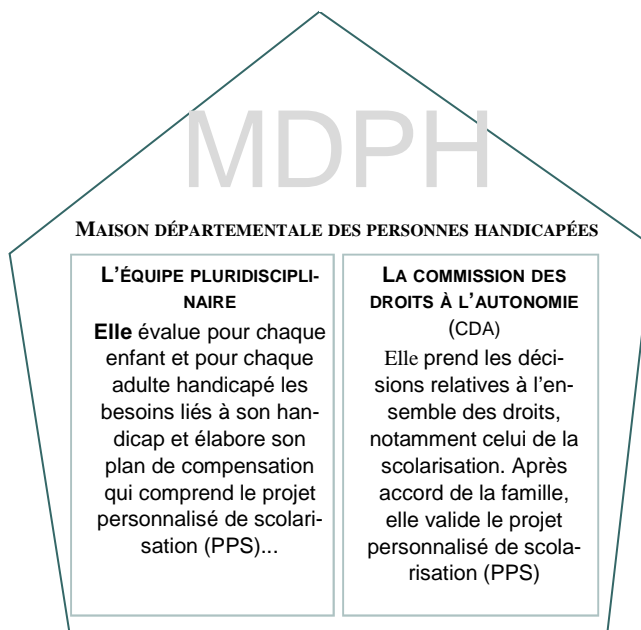 MDPH
MAISON DÉPARTEMENTALE DES PERSONNES HANDICAPÉES
L'ÉQUIPE PLURIDISCIPLI-
NAIRE
Elle évalue pour chaque
enfant et pour chaque
adulte handicapé les
besoins liés à son han-
dicap et élabore son
plan de compensation
qui comprend le projet
personnalisé de scolari-
sation (PPS)...
LA COMMISSION DES
DROITS À L'AUTONOMIE
(CDA)
Elle prend les déci-
sions relatives à l'en-
semble des droits,
notamment celui de la
scolarisation. Après
accord de la famille,
elle valide le projet
personnalisé de scola-
risation (PPS)